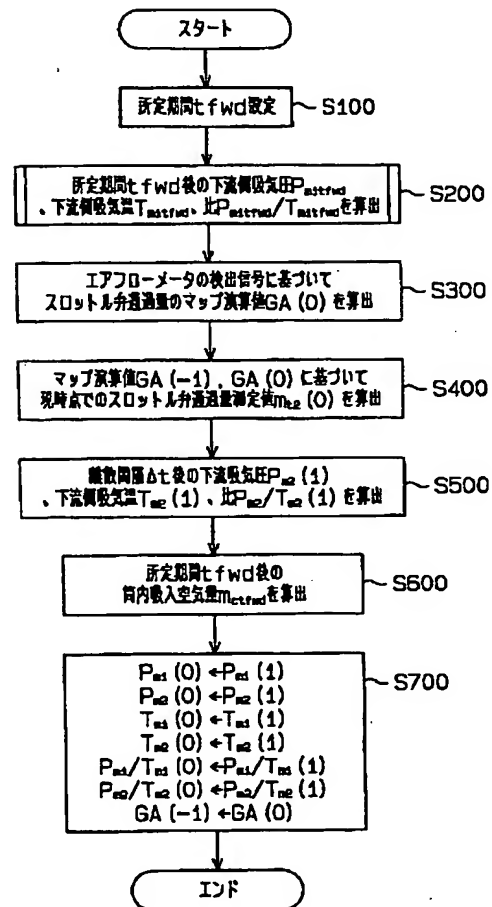 スタート
所定期間tfwd設定
S100
所定期間tfwd後の下流側吸気圧Pm1tfwd
、下流側吸気温Tm1tfwd、比Pm1tfwd/Tm1tfwdを算出
S200
エアフローメータの検出信号に基づいて
スロットル弁通過量のマップ演算値GA(0)を算出
S300
マップ演算値GA(-1)，GA(0)に基づいて
現時点でのスロットル弁通過量測定値mt2(0)を算出
S400
離散間隔Δt後の下流吸気圧Pm2(1)
、下流側吸気温Tm2(1)、比Pm2/Tm2(1)を算出
S500
所定期間tfwd後の
筒内吸入空気量mctfwdを算出
S600
Pm1(0)←Pm1(1)
Pm2(0)←Pm2(1)
Tm1(0)←Tm1(1)
Tm2(0)←Tm2(1)
Pm1/Tm1(0)←Pm1/Tm1(1)
Pm2/Tm2(0)←Pm2/Tm2(1)
GA(-1)←GA(0)
S700
エンド